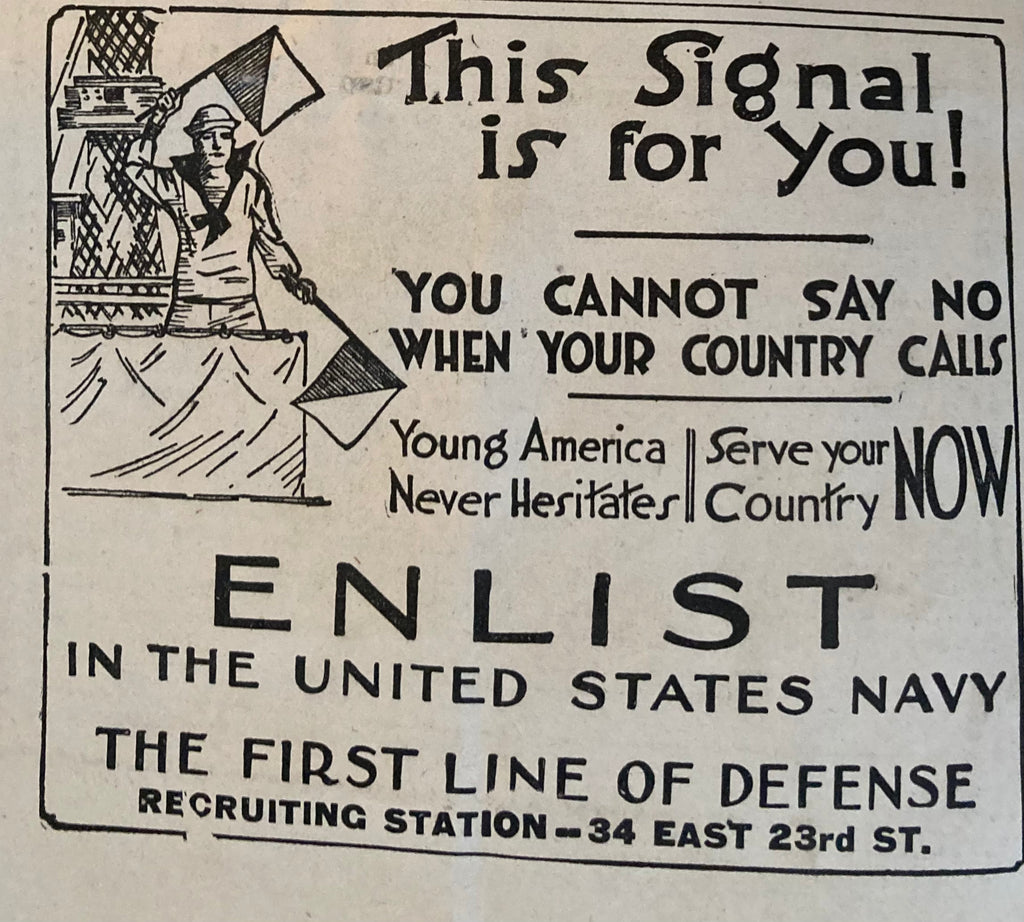 This Signal
is for You!
YOU CANNOT SAY NO
WHEN YOUR COUNTRY CALLS
Young America
Never Hesitates
Serve your
Country
NOW
ENLIST
IN THE UNITED STATES NAVY
THE FIRST LINE OF DEFENSE
RECRUITING STATION--34 EAST 23rd ST.